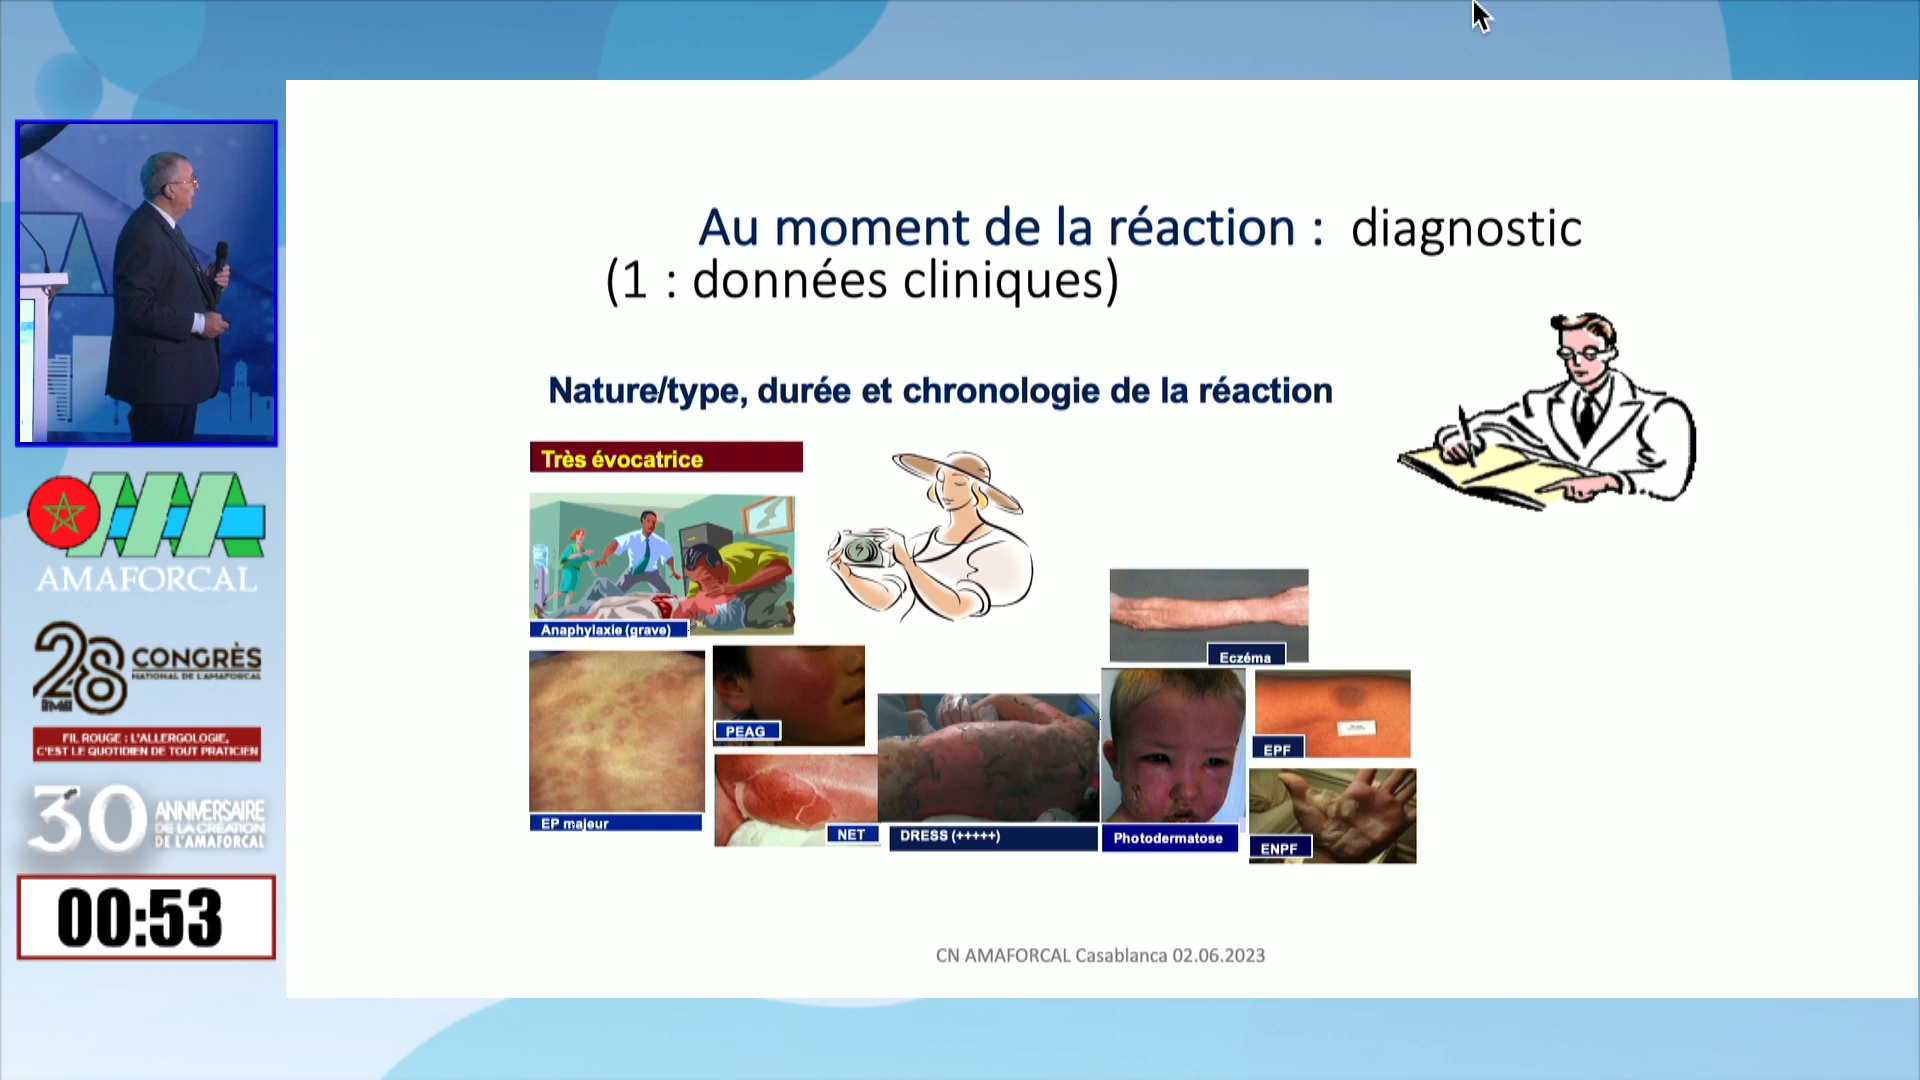 Au moment de la réaction : diagnostic
(1 : données cliniques)
Nature/type, durée et chronologie de la réaction
Très évocatrice
Anaphylaxie (grave)
Eczéma
PEAG
EPF
EP majeur
NET
DRESS (+++++)
Photodermatose
ENPF
CN AMAFORCAL Casablanca 02.06.2023
AMAFORCAL
28 CONGRÈS
NATIONAL DE L'AMAFORCAL
FIL ROUGE : L'ALLERGOLOGIE,
C'EST LE QUOTIDIEN DE TOUT PRATICIEN
30 ANNIVERSAIRE
DE LA CRÉATION
DE L'AMAFORCAL
00:53